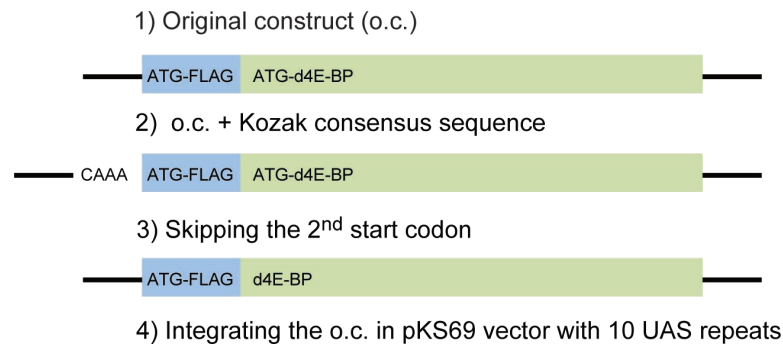 1) Original construct (o.c.)
ATG-FLAG ATG-d4E-BP
2) o.c. + Kozak consensus sequence
CAAA ATG-FLAG ATG-d4E-BP
3) Skipping the 2nd start codon
ATG-FLAG d4E-BP
4) Integrating the o.c. in pKS69 vector with 10 UAS repeats